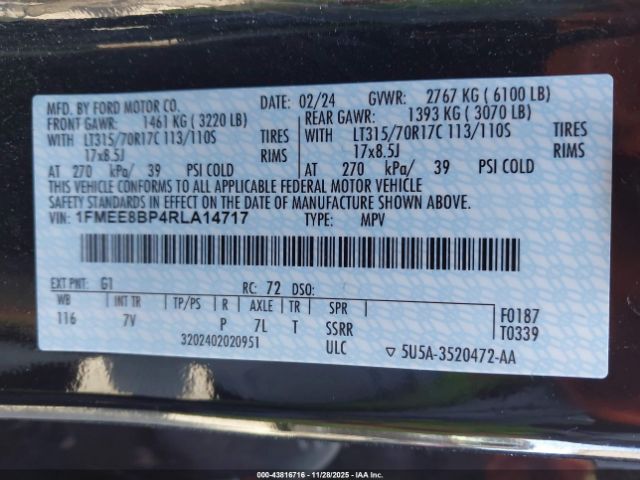 MFD. BY FORD MOTOR CO.
DATE: 02/24 GVWR: 2767 KG ( 6100 LB)
FRONT GAWR: 1461 KG ( 3220 LB)
REAR GAWR: 1393 KG ( 3070 LB)
WITH LT315/70R17C 113/110S TIRES
WITH LT315/70R17C 113/110S TIRES
17x8.5J RIMS
17x8.5J RIMS
AT 270 kPa/ 39 PSI COLD
AT 270 kPa/ 39 PSI COLD
THIS VEHICLE CONFORMS TO ALL APPLICABLE FEDERAL MOTOR VEHICLE
SAFETY STANDARDS IN EFFECT ON THE DATE OF MANUFACTURE SHOWN ABOVE.
VIN: 1FMEE8BP4RLA14717 TYPE: MPV
EXT PNT: G1 RC: 72 DSO:
WB INT TR TP/PS R AXLE TR SPR
F0187
116 7V P 7L T SSRR
T0339
3202402020951 ULC ▽ 5U5A-3520472-AA
000-43816716 - 11/28/2025 - Copyright © 2025 IAA, Inc.